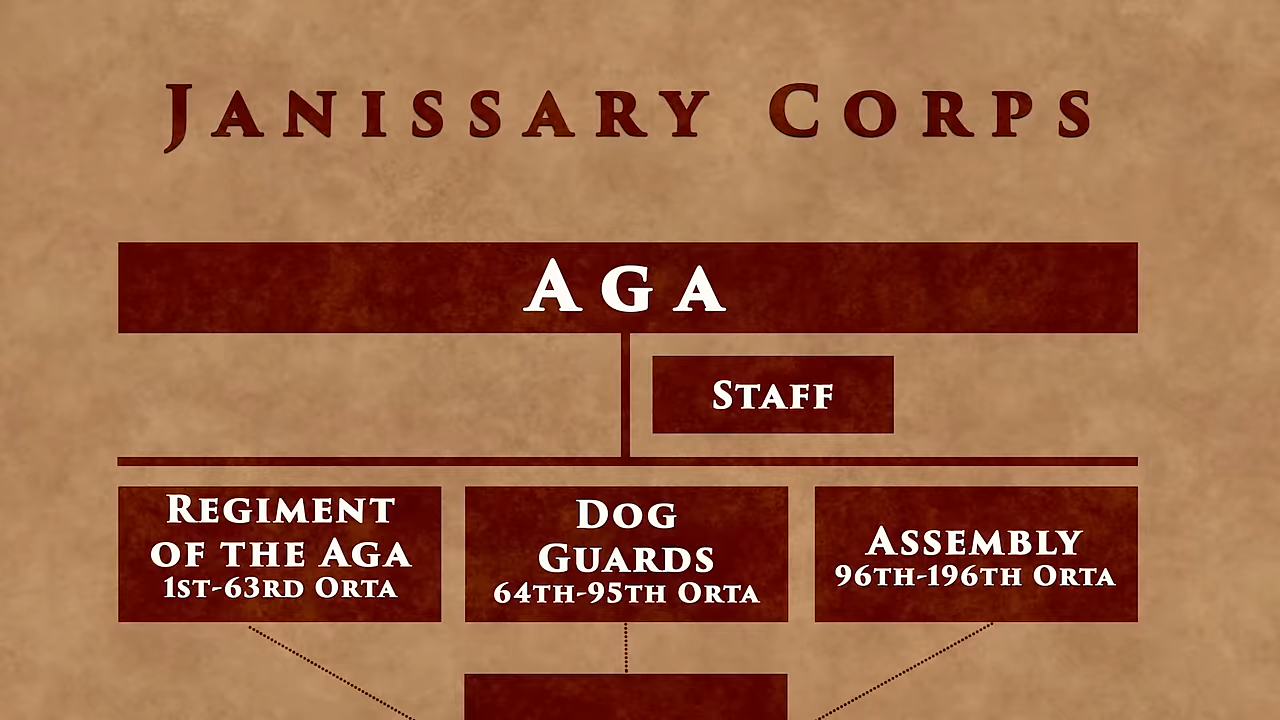 Janissary Corps
Aga
Staff
Regiment
of the Aga
1st-63rd Orta
Dog
Guards
64th-95th Orta
Assembly
96th-196th Orta